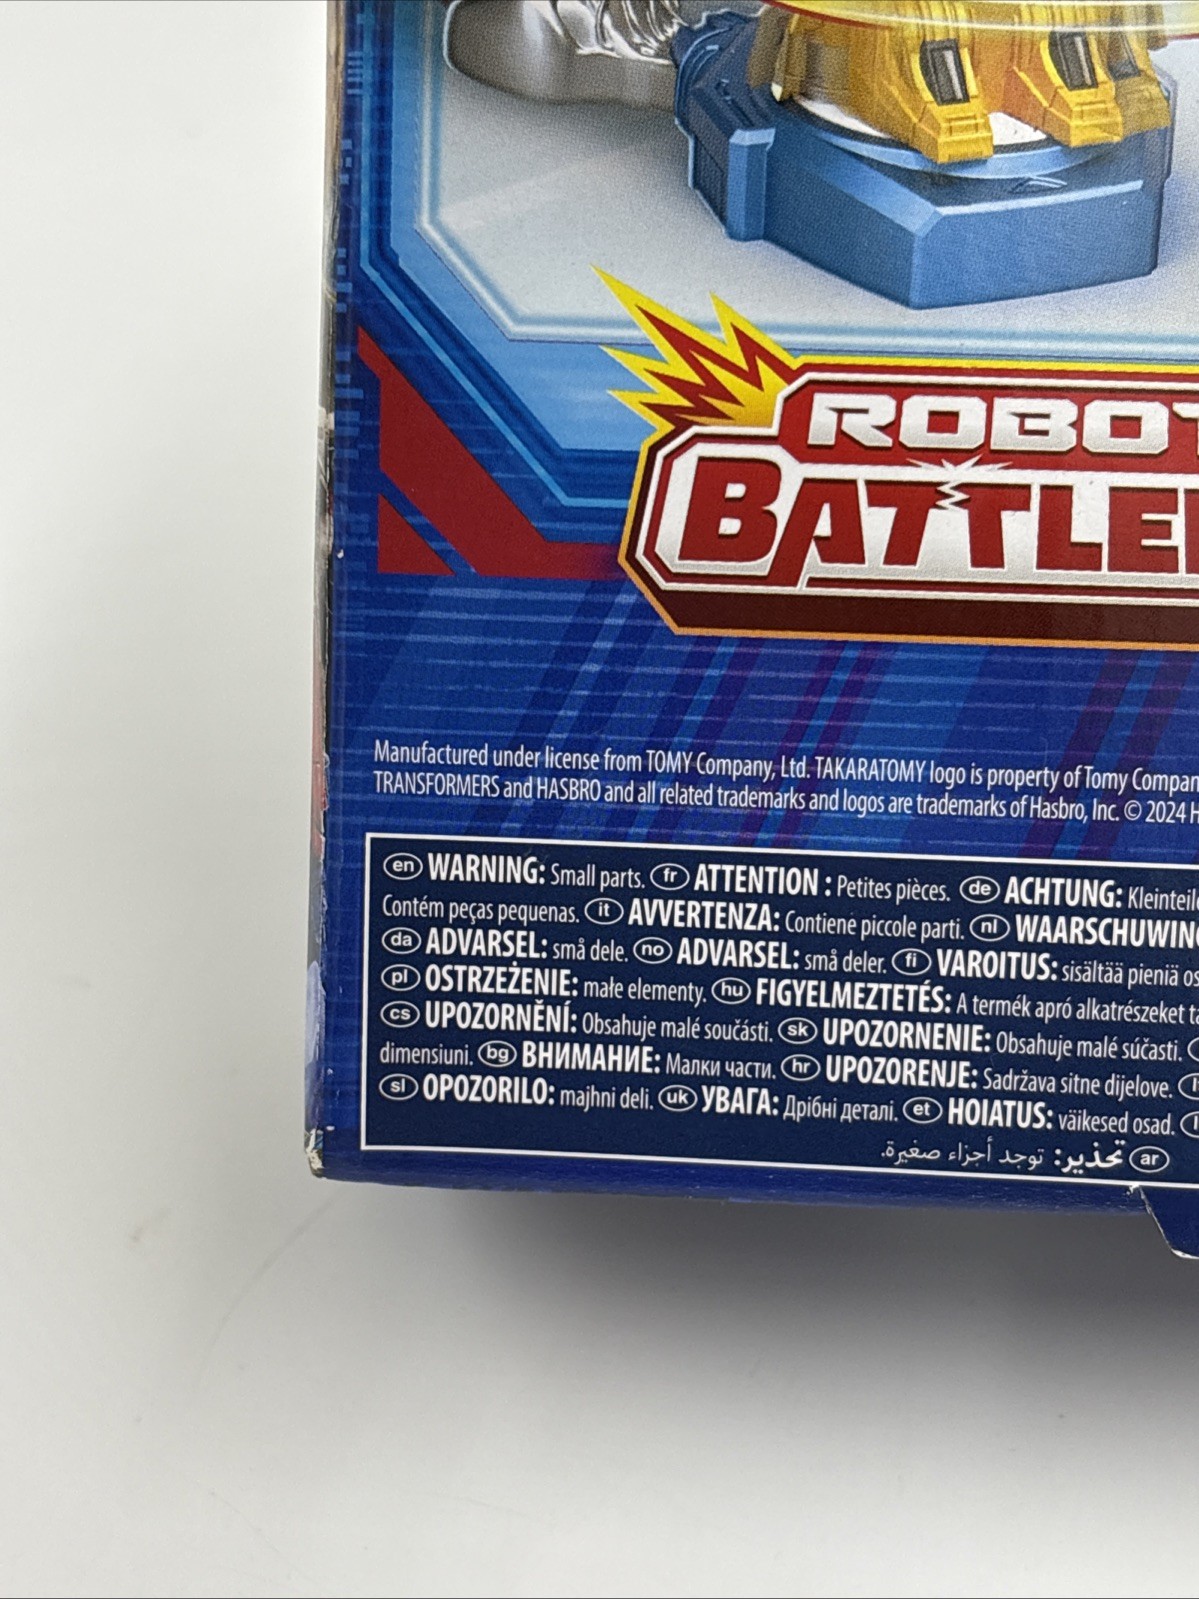 ROBOT
BATTLE
Manufactured under license from TOMY Company, Ltd. TAKARATOMY logo is property of Tomy
TRANSFORMERS and HASBRO and all related trademarks and logos are trademarks of Hasbro, Inc. © 2024 H
en WARNING: Small parts. fr ATTENTION : Petites pièces. de ACHTUNG: Kleinteile
Contém peças pequenas. it AVVERTENZA: Contiene piccole parti. nl WAARSCHUWING
da ADVARSEL: små dele. no ADVARSEL: små deler. fi VAROITUS: sisältää pieniä
pl OSTRZEŻENIE: małe elementy. hu FIGYELMEZTETÉS: A termék apró alkatrészeket
cs UPOZORNĚNÍ: Obsahuje malé součásti. sk UPOZORNENIE: Obsahuje malé súčasti.
dimensiuni. bg ВНИМАНИЕ: Малки части. hr UPOZORENJE: Sadržava sitne dijelove.
sl OPOZORILO: majhni deli. uk УВАГА: Дрібні деталі. et HOIATUS: väikesed osad.
ar تحذير: توجد أجزاء صغيرة.